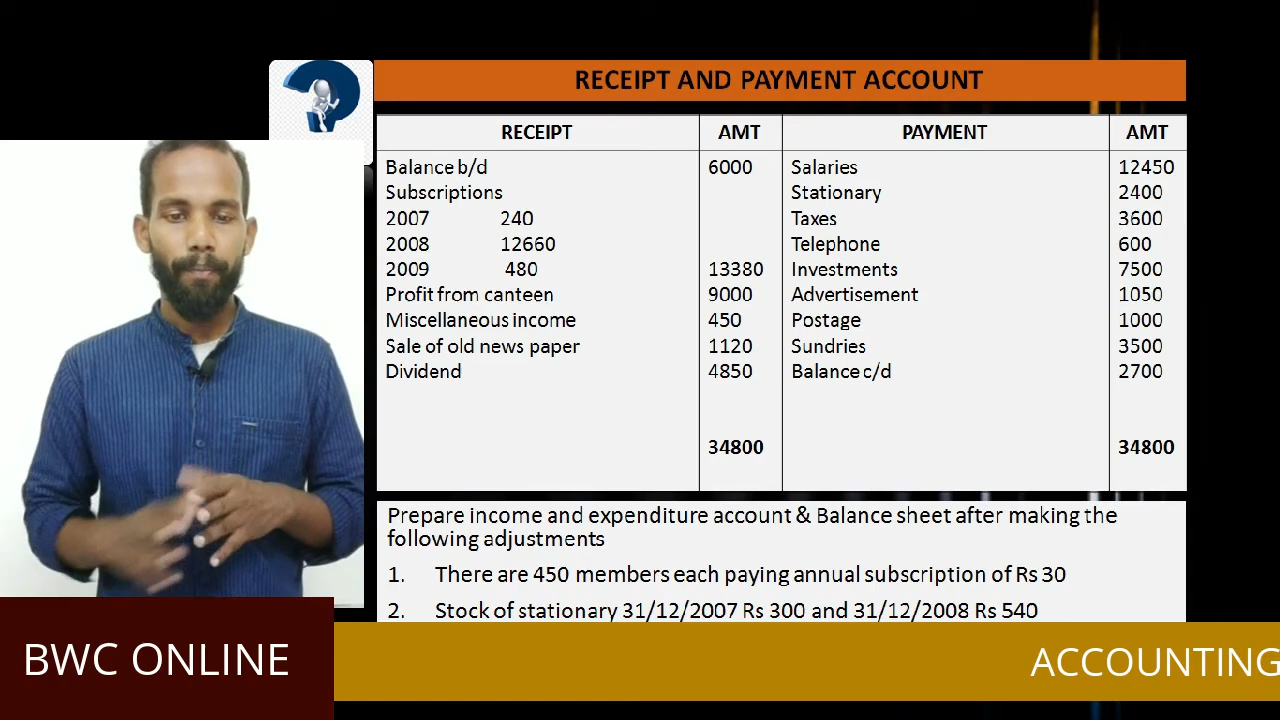 RECEIPT AND PAYMENT ACCOUNT
RECEIPT AMT PAYMENT AMT
Balance b/d 6000 Salaries 12450
Subscriptions Stationary 2400
2007 240 Taxes 3600
2008 12660 Telephone 600
2009 480 13380 Investments 7500
Profit from canteen 9000 Advertisement 1050
Miscellaneous income 450 Postage 1000
Sale of old news paper 1120 Sundries 3500
Dividend 4850 Balance c/d 2700
34800 34800
Prepare income and expenditure account & Balance sheet after making the
following adjustments
1. There are 450 members each paying annual subscription of Rs 30
2. Stock of stationary 31/12/2007 Rs 300 and 31/12/2008 Rs 540
BWC ONLINE
ACCOUNTING